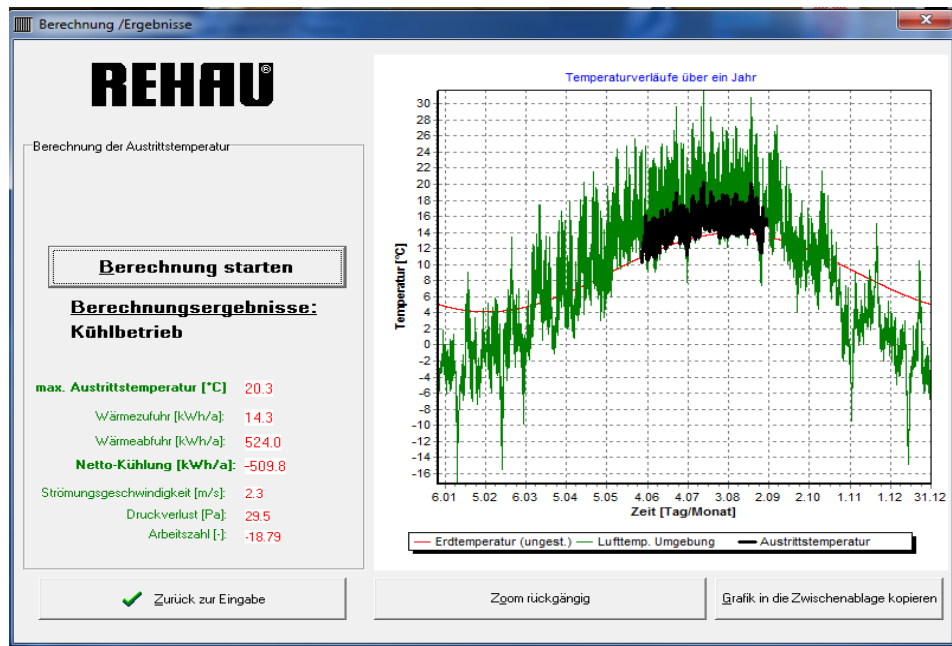 Berechnung /Ergebnisse
REHAU®
Berechnung der Austrittstemperatur
Berechnung starten
Berechnungsergebnisse:
Kühlbetrieb
max. Austrittstemperatur [°C] 20.3
Wärmezufuhr [kWh/a]: 14.3
Wärmeabfuhr [kWh/a]: 524.0
Netto-Kühlung [kWh/a]: -509.8
Strömungsgeschwindigkeit [m/s]: 2.3
Druckverlust [Pa]: 29.5
Arbeitszahl [-]: -18.79
Temperaturverläufe über ein Jahr
Temperatur [°C]
30
28
26
24
22
20
18
16
14
12
10
8
6
4
2
0
-2
-4
-6
-8
-10
-12
-14
-16
6.01 5.02 6.03 5.04 5.05 4.06 4.07 3.08 2.09 2.10 1.11 1.12 31.12
Zeit [Tag/Monat]
Erdtemperatur (ungest.) Lufttemp. Umgebung Austrittstemperatur
Zurück zur Eingabe
Zoom rückgängig
Grafik in die Zwischenablage kopieren